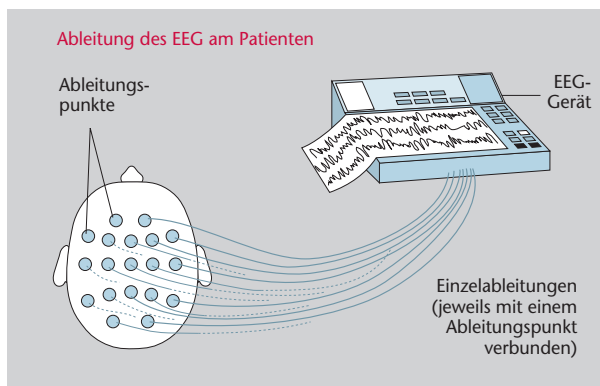 Ableitung des EEG am Patienten
Ableitungs-
punkte
EEG-
Gerät
Einzelableitungen
(jeweils mit einem
Ableitungspunkt
verbunden)